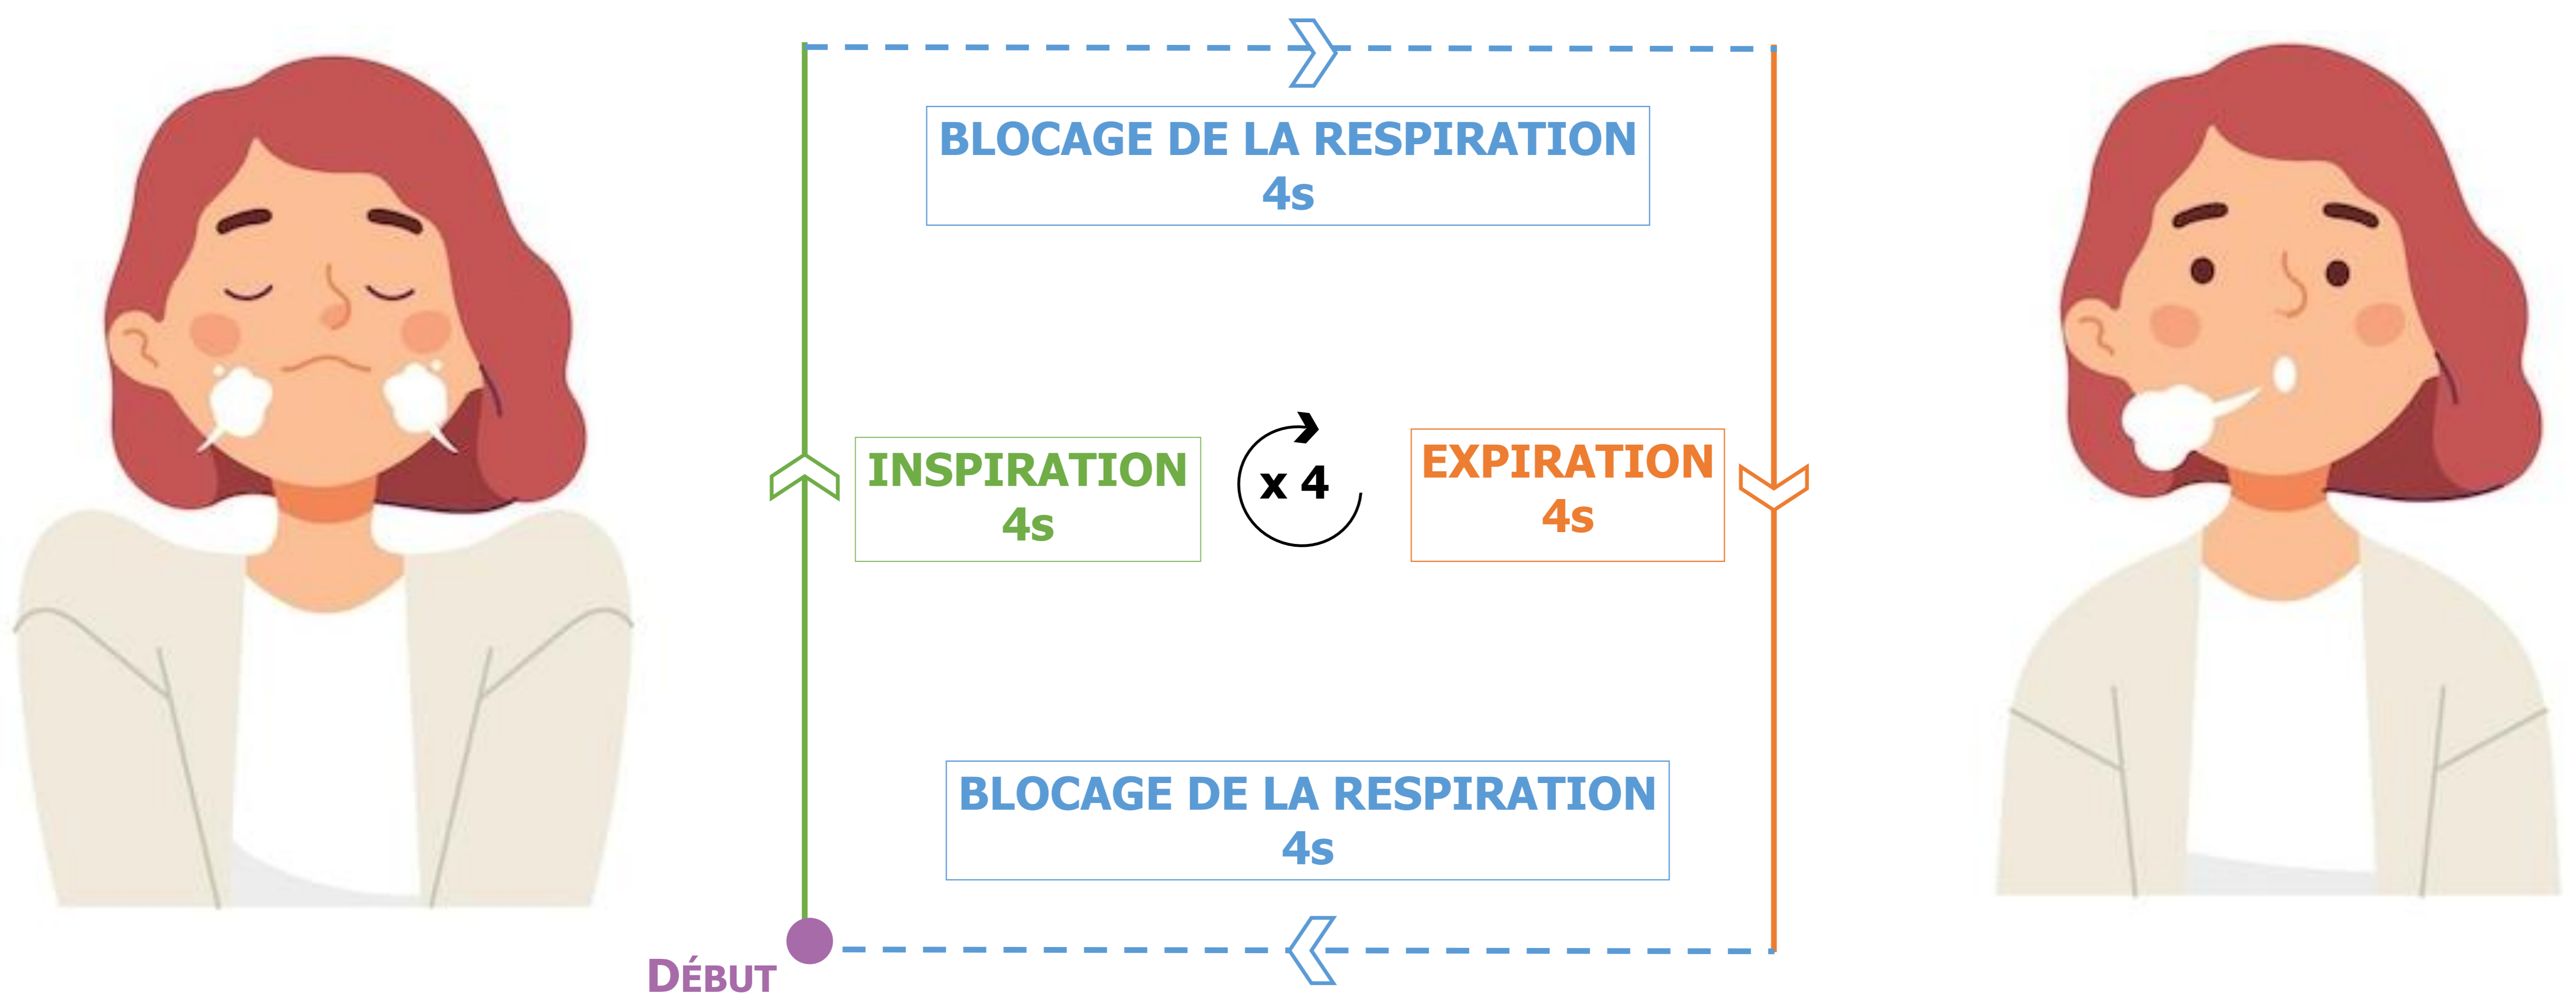 BLOCAGE DE LA RESPIRATION
4s
INSPIRATION
4s
x 4
EXPIRATION
4s
BLOCAGE DE LA RESPIRATION
4s
DÉBUT